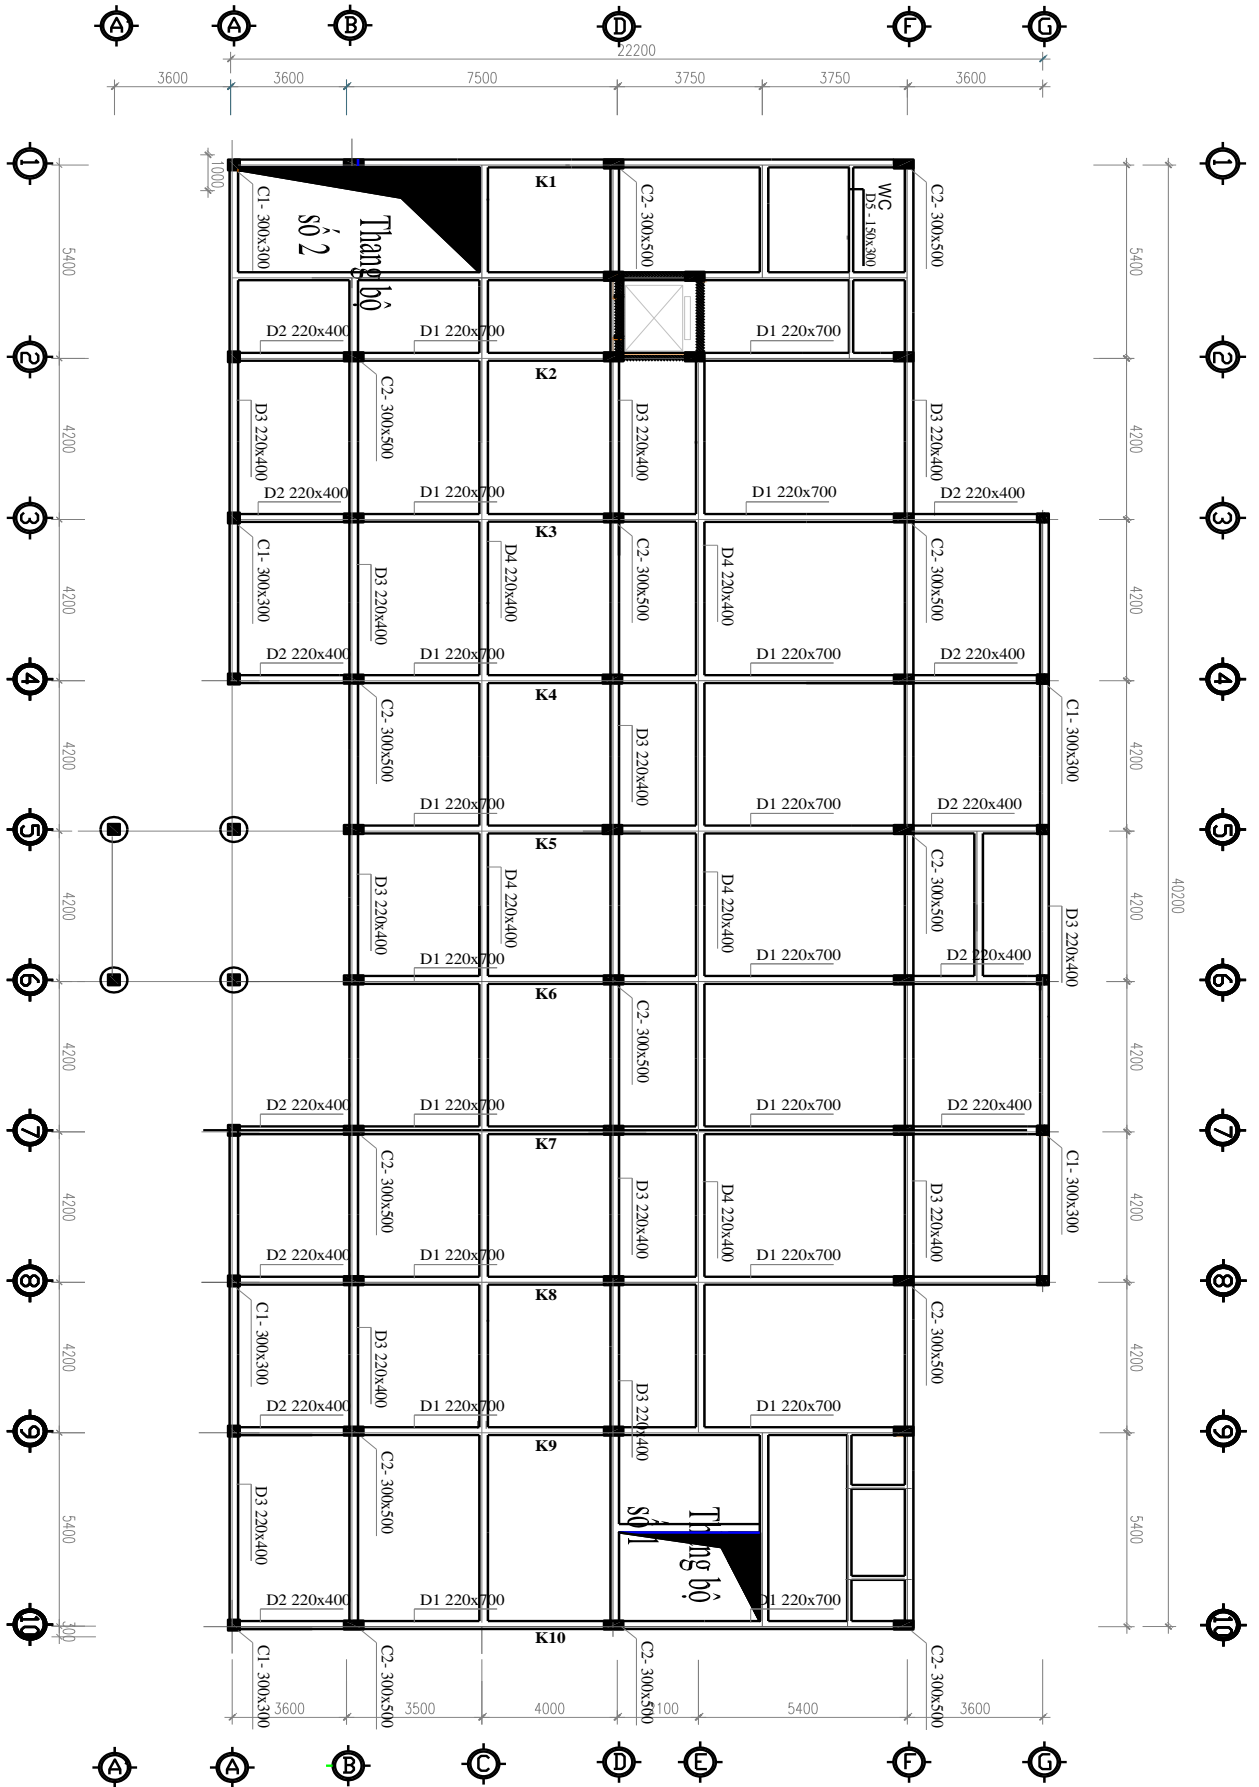 A A B D F G
22200
3600 3600 7500 3750 3750 3600
1 1
1000
K1
WC
D5 - 150x300
C1- 300x300
C2- 300x500
C2- 300x500
Thang bộ
số 2
5400 5400
D2 220x400 D1 220x700 D1 220x700
2 2
K2
C2- 300x500
D3 220x400 D3 220x400 D3 220x400
4200 4200
D2 220x400 D1 220x700 D1 220x700 D2 220x400
3 3
K3
C1- 300x300 C2- 300x500 C2- 300x500
D3 220x400 D4 220x400 D4 220x400
4200 4200
D2 220x400 D1 220x700 D1 220x700 D2 220x400
4 4
K4
C2- 300x500 D3 220x400 C1- 300x300
4200 4200
D1 220x700 D1 220x700 D2 220x400
5 5
K5
C2- 300x500
D3 220x400 D4 220x400 D4 220x400 D3 220x400
4200 4200
40200
D1 220x700 D1 220x700 D2 220x400
6 6
K6
C2- 300x500
4200 4200
D2 220x400 D1 220x700 D1 220x700 D2 220x400
7 7
K7
C2- 300x500 C1- 300x300
D3 220x400 D4 220x400 D3 220x400
4200 4200
D2 220x400 D1 220x700 D1 220x700
8 8
K8
C1- 300x300 C2- 300x500
D3 220x400 D3 220x400
4200 4200
D2 220x400 D1 220x700 D1 220x700
9 9
K9
C2- 300x500
D3 220x400
Thang bộ
số 1
5400 5400
D2 220x400 D1 220x700 D1 220x700
10 10
K10
C1- 300x300 C2- 300x500 C2- 300x500 C2- 300x500
3600 3500 4000 5400 3600
A A B C D E F G